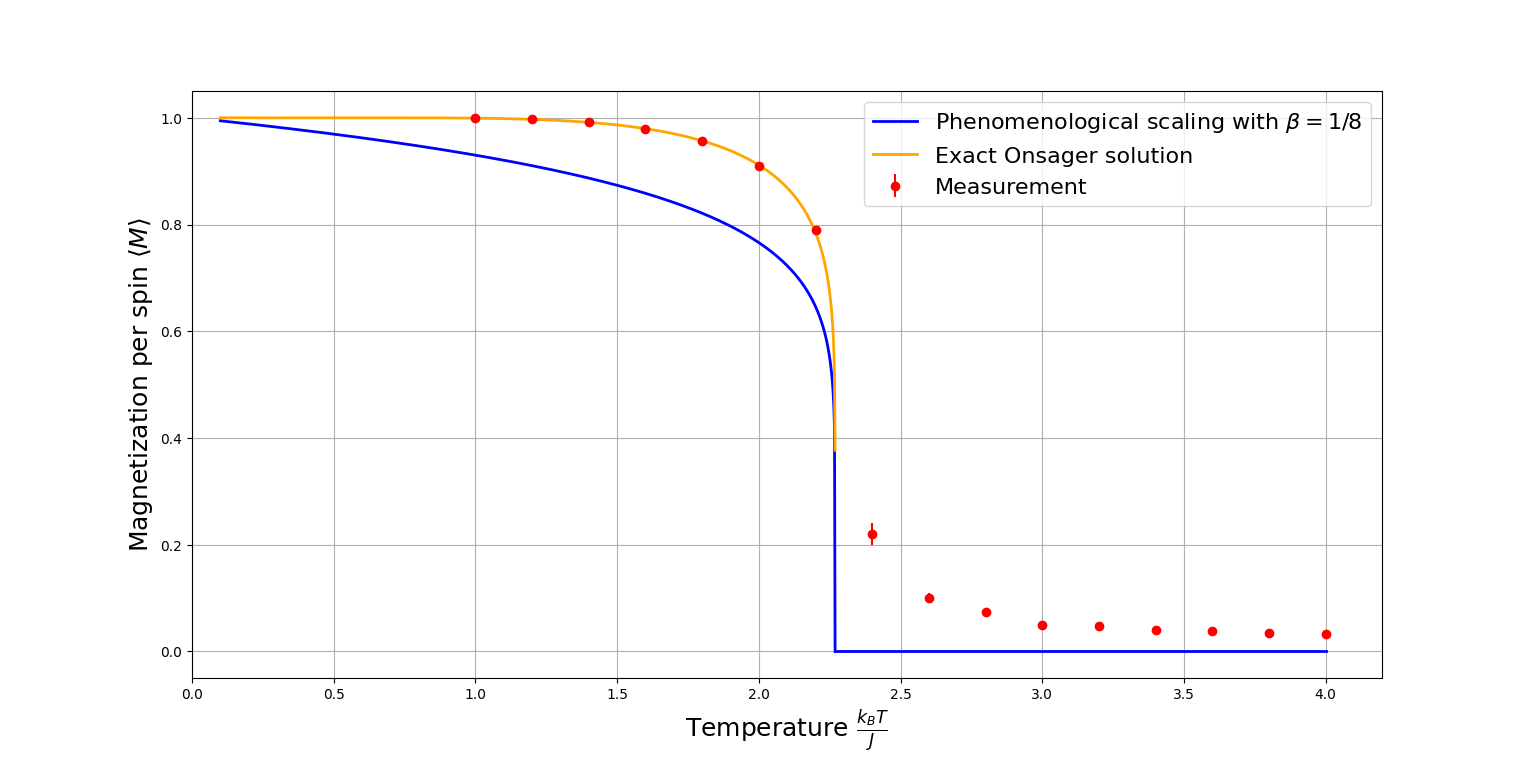 Phenomenological scaling with β = 1/8
Exact Onsager solution
Measurement
Magnetization per spin ⟨M⟩
1.0
0.8
0.6
0.4
0.2
0.0
0.0 0.5 1.0 1.5 2.0 2.5 3.0 3.5 4.0
Temperature k_BT/J